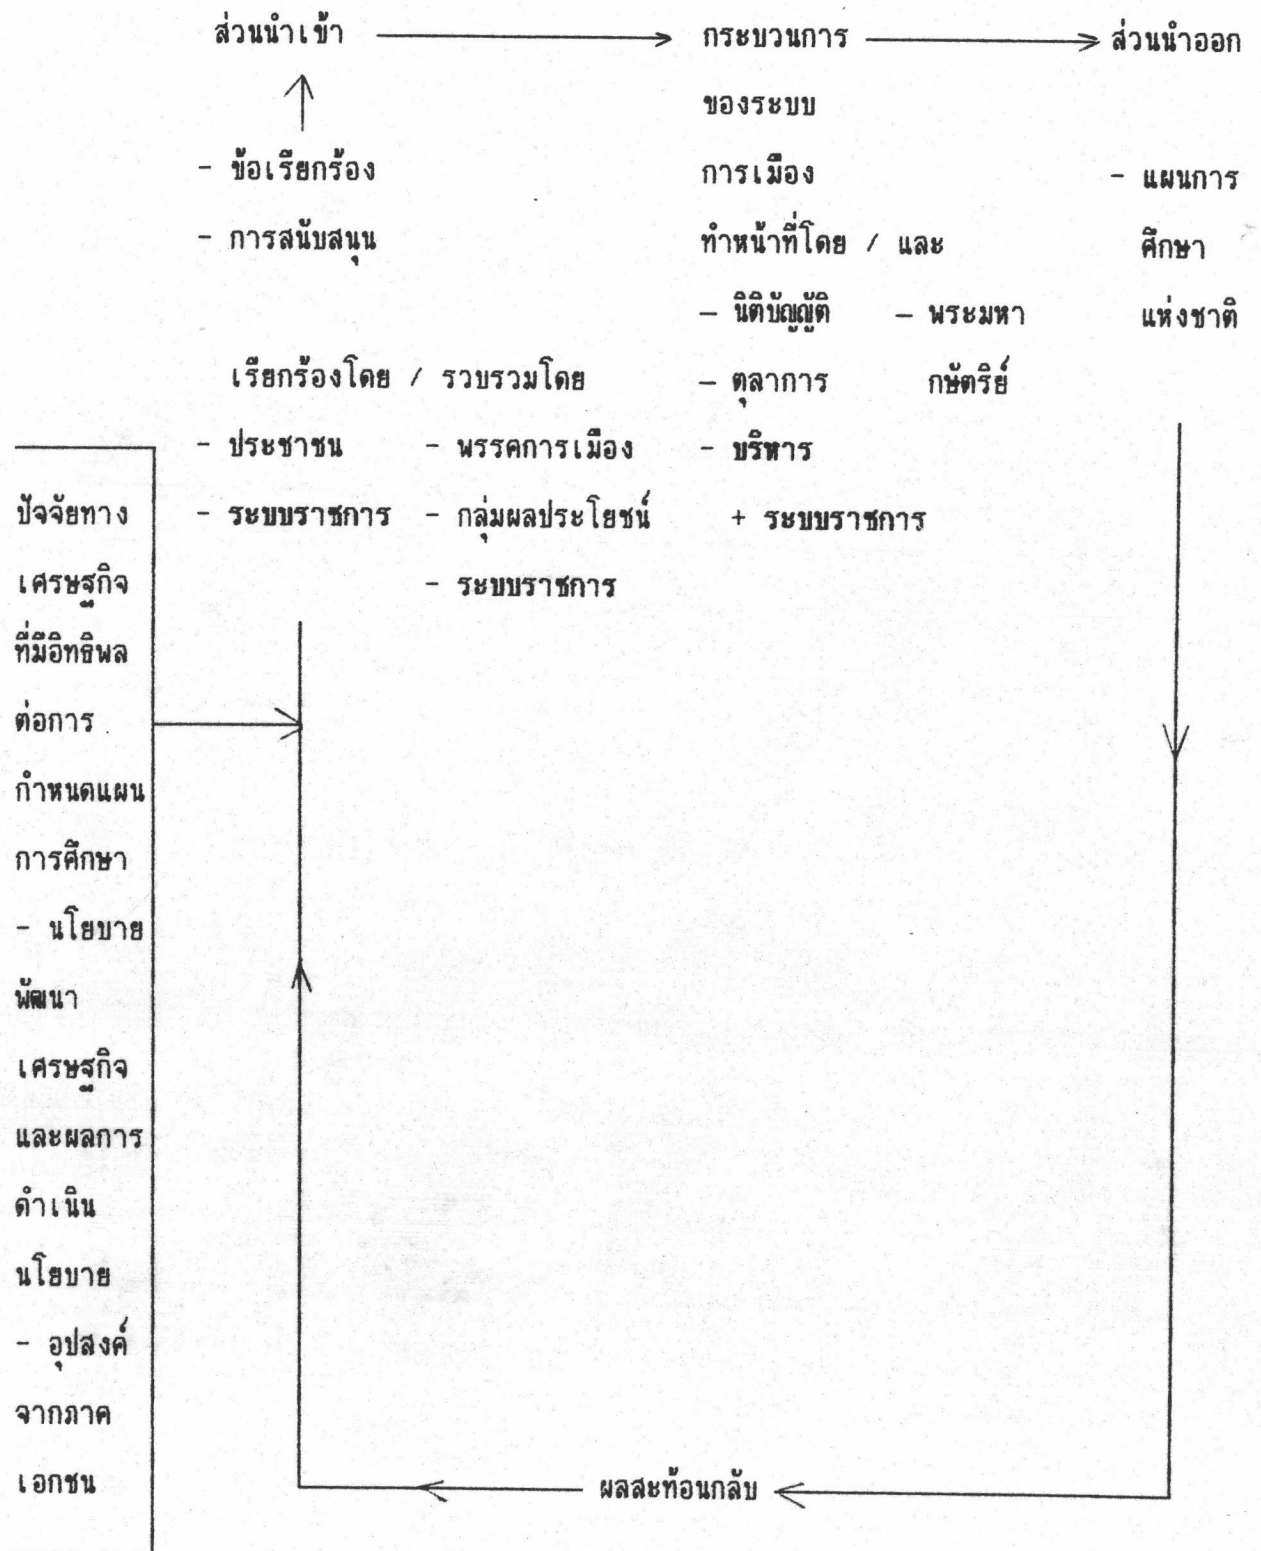 ส่วนนำเข้า กระบวนการ ส่วนนำออก
ของระบบ
- ข้อเรียกร้อง การเมือง - แผนการ
- การสนับสนุน ทำหน้าที่โดย / และ ศึกษา
- นิติบัญญัติ - พระมหา แห่งชาติ
เรียกร้องโดย / รวบรวมโดย - ตุลาการ กษัตริย์
- ประชาชน - พรรคการเมือง - บริหาร
ปัจจัยทาง - ระบบราชการ - กลุ่มผลประโยชน์ + ระบบราชการ
เศรษฐกิจ - ระบบราชการ
ที่มีอิทธิพล
ต่อการ
กำหนดแผน
การศึกษา
- นโยบาย
พัฒนา
เศรษฐกิจ
และผลการ
ดำเนิน
นโยบาย
- อุปสงค์
จากภาค
เอกชน ผลสะท้อนกลับ